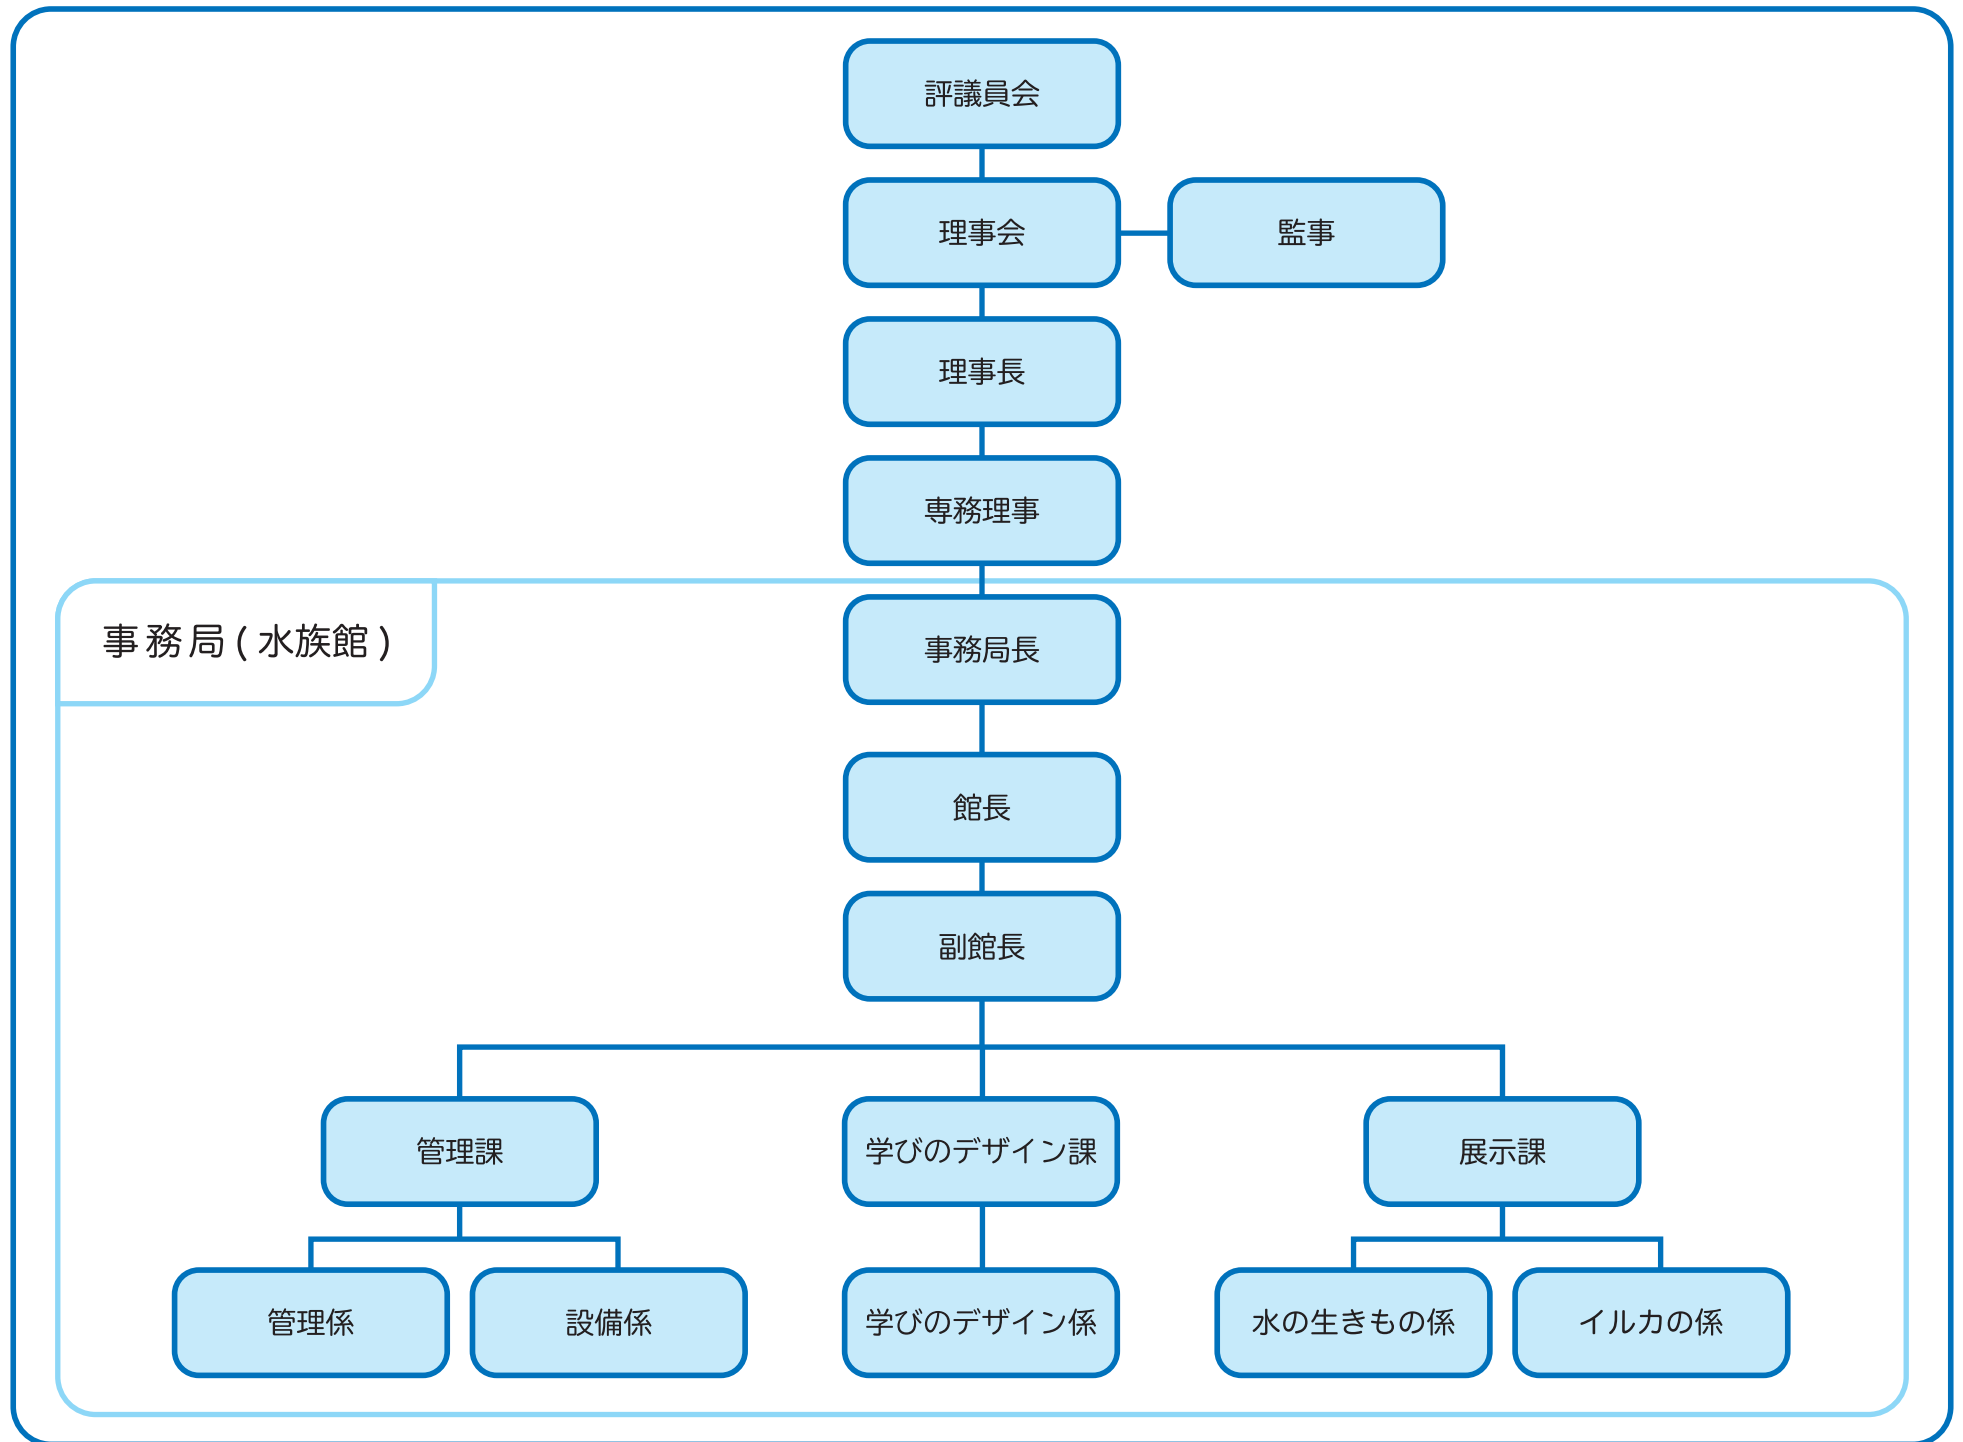 評議員会
理事会
監事
理事長
専務理事
事務局(水族館)
事務局長
館長
副館長
管理課
学びのデザイン課
展示課
管理係
設備係
学びのデザイン係
水の生きもの係
イルカの係